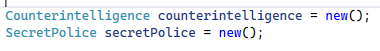 Counterintelligence counterintelligence = new();
SecretPolice secretPolice = new();